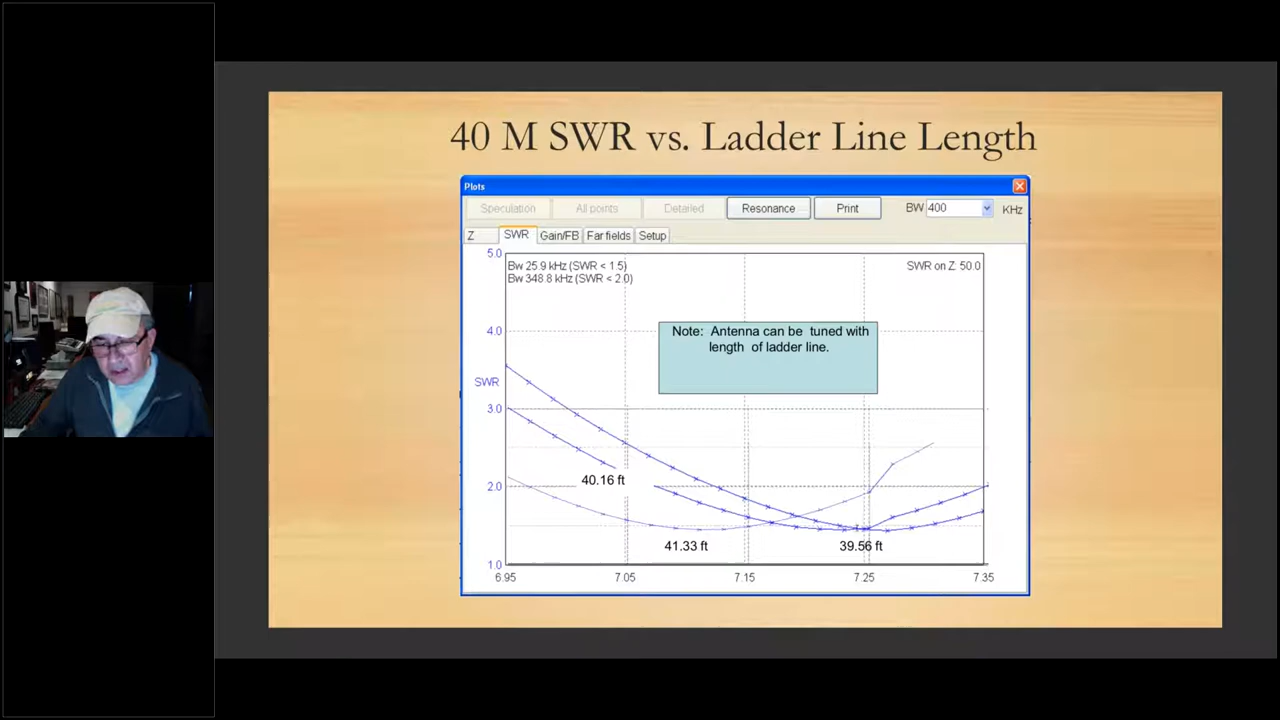 40 M SWR vs. Ladder Line Length
Plots
Speculation All points Detailed Resonance Print BW 400 KHz
Z SWR Gain/FB Far fields Setup
5.0
Bw 25.9 kHz (SWR < 1.5) SWR on Z: 50.0
Bw 348.8 kHz (SWR < 2.0)
4.0
Note: Antenna can be tuned with
length of ladder line.
SWR
3.0
40.16 ft
2.0
41.33 ft 39.56 ft
1.0
6.95 7.05 7.15 7.25 7.35